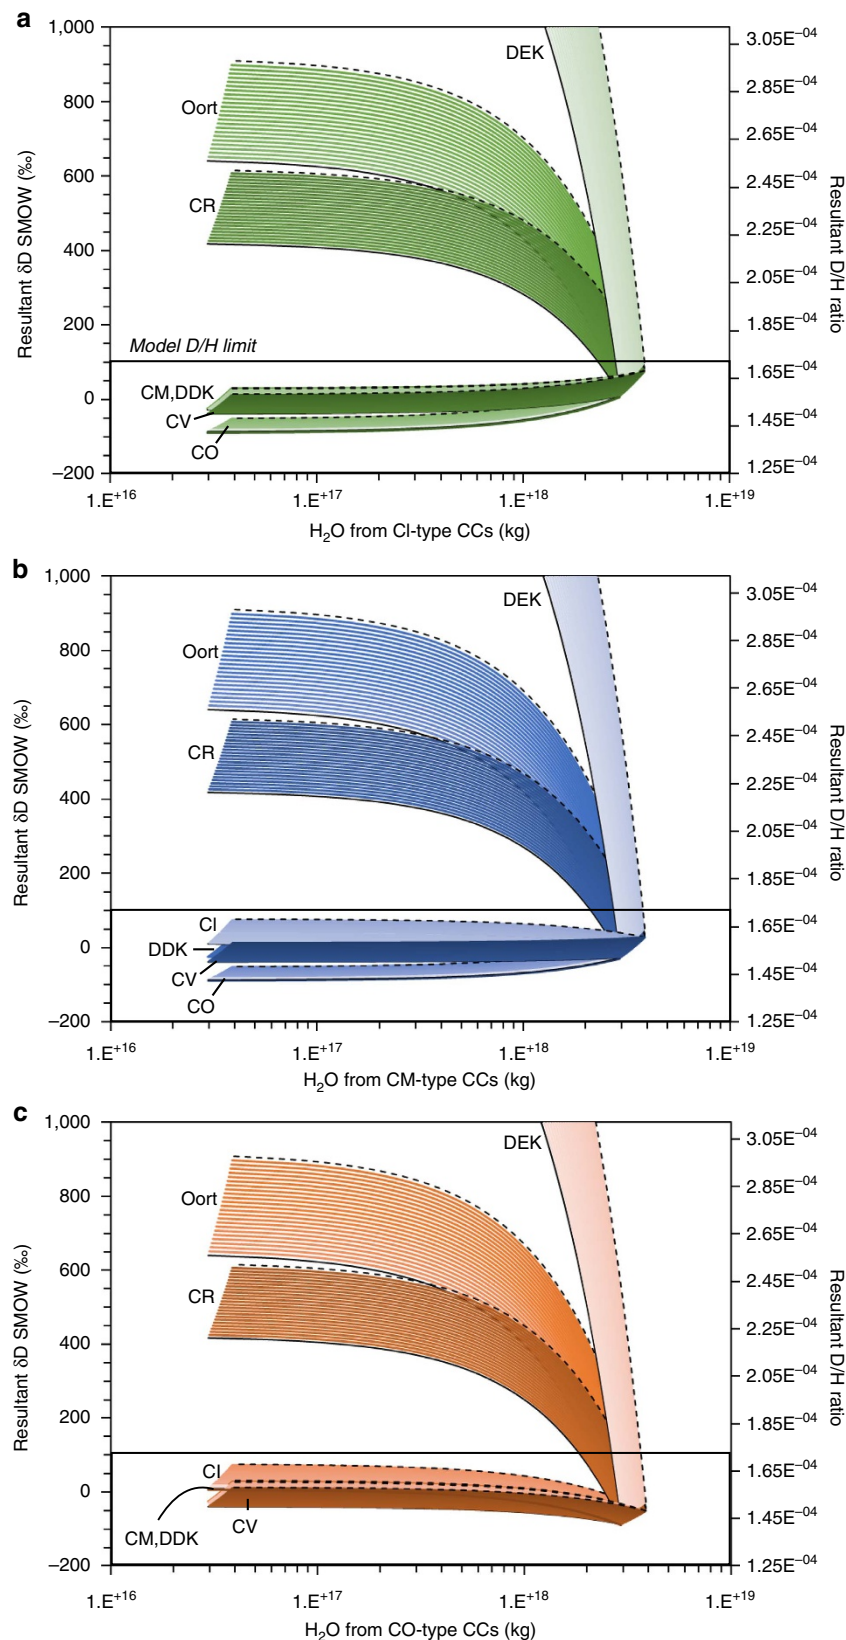 a
1,000
800
600
400
200
0
–200
Resultant δD SMOW (‰)
3.05E–04
2.85E–04
2.65E–04
2.45E–04
2.25E–04
2.05E–04
1.85E–04
1.65E–04
1.45E–04
1.25E–04
Resultant D/H ratio
DEK
Oort
CR
Model D/H limit
CM,DDK
CV
CO
1.E+16
1.E+17
1.E+18
1.E+19
H2O from CI-type CCs (kg)
b
1,000
800
600
400
200
0
–200
Resultant δD SMOW (‰)
3.05E–04
2.85E–04
2.65E–04
2.45E–04
2.25E–04
2.05E–04
1.85E–04
1.65E–04
1.45E–04
1.25E–04
Resultant D/H ratio
DEK
Oort
CR
CI
DDK
CV
CO
1.E+16
1.E+17
1.E+18
1.E+19
H2O from CM-type CCs (kg)
c
1,000
800
600
400
200
0
–200
Resultant δD SMOW (‰)
3.05E–04
2.85E–04
2.65E–04
2.45E–04
2.25E–04
2.05E–04
1.85E–04
1.65E–04
1.45E–04
1.25E–04
Resultant D/H ratio
DEK
Oort
CR
CI
CM,DDK
CV
1.E+16
1.E+17
1.E+18
1.E+19
H2O from CO-type CCs (kg)